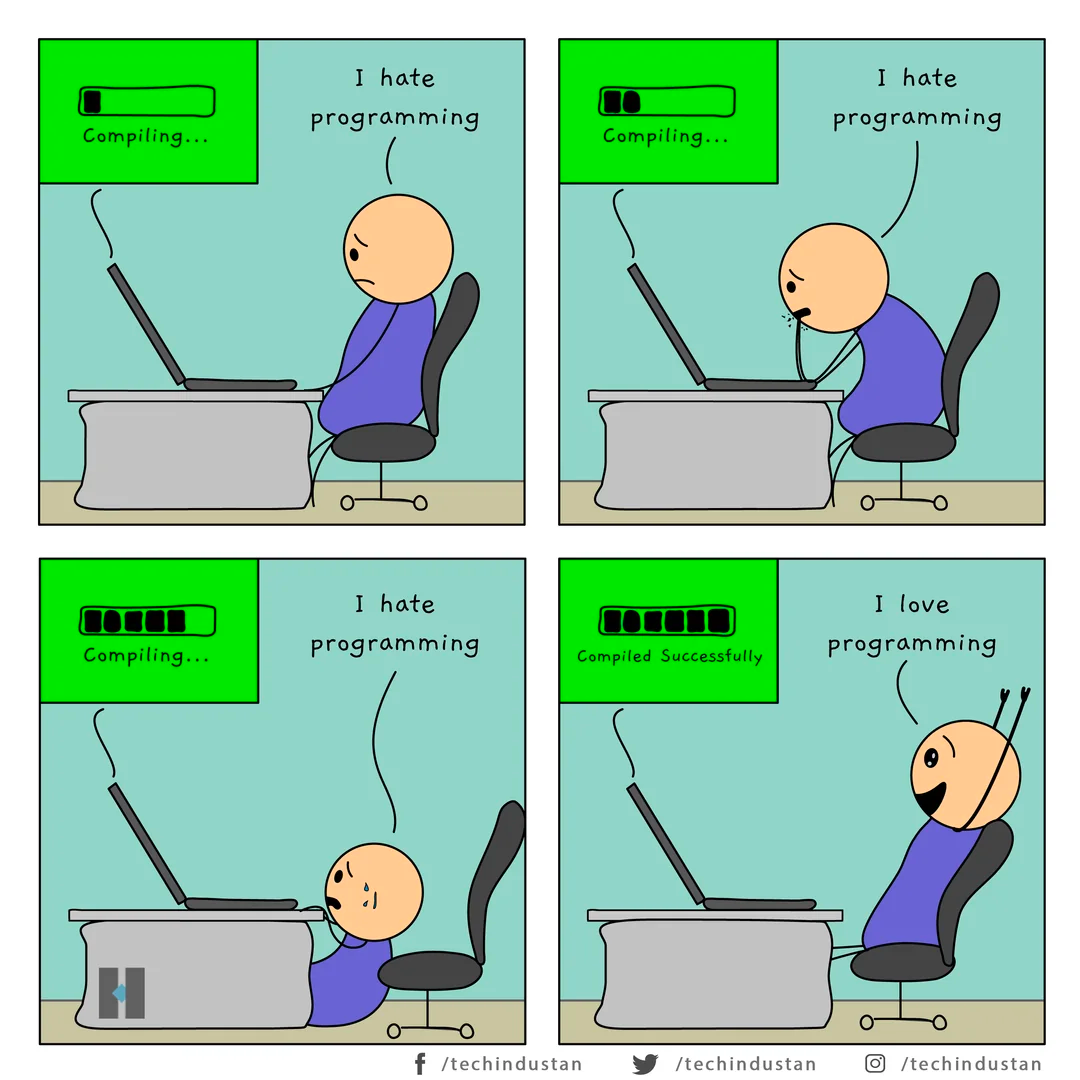 Compiling...
I hate
programming
Compiling...
I hate
programming
Compiling...
I hate
programming
Compiled Successfully
I love
programming
/techindustan
/techindustan
/techindustan